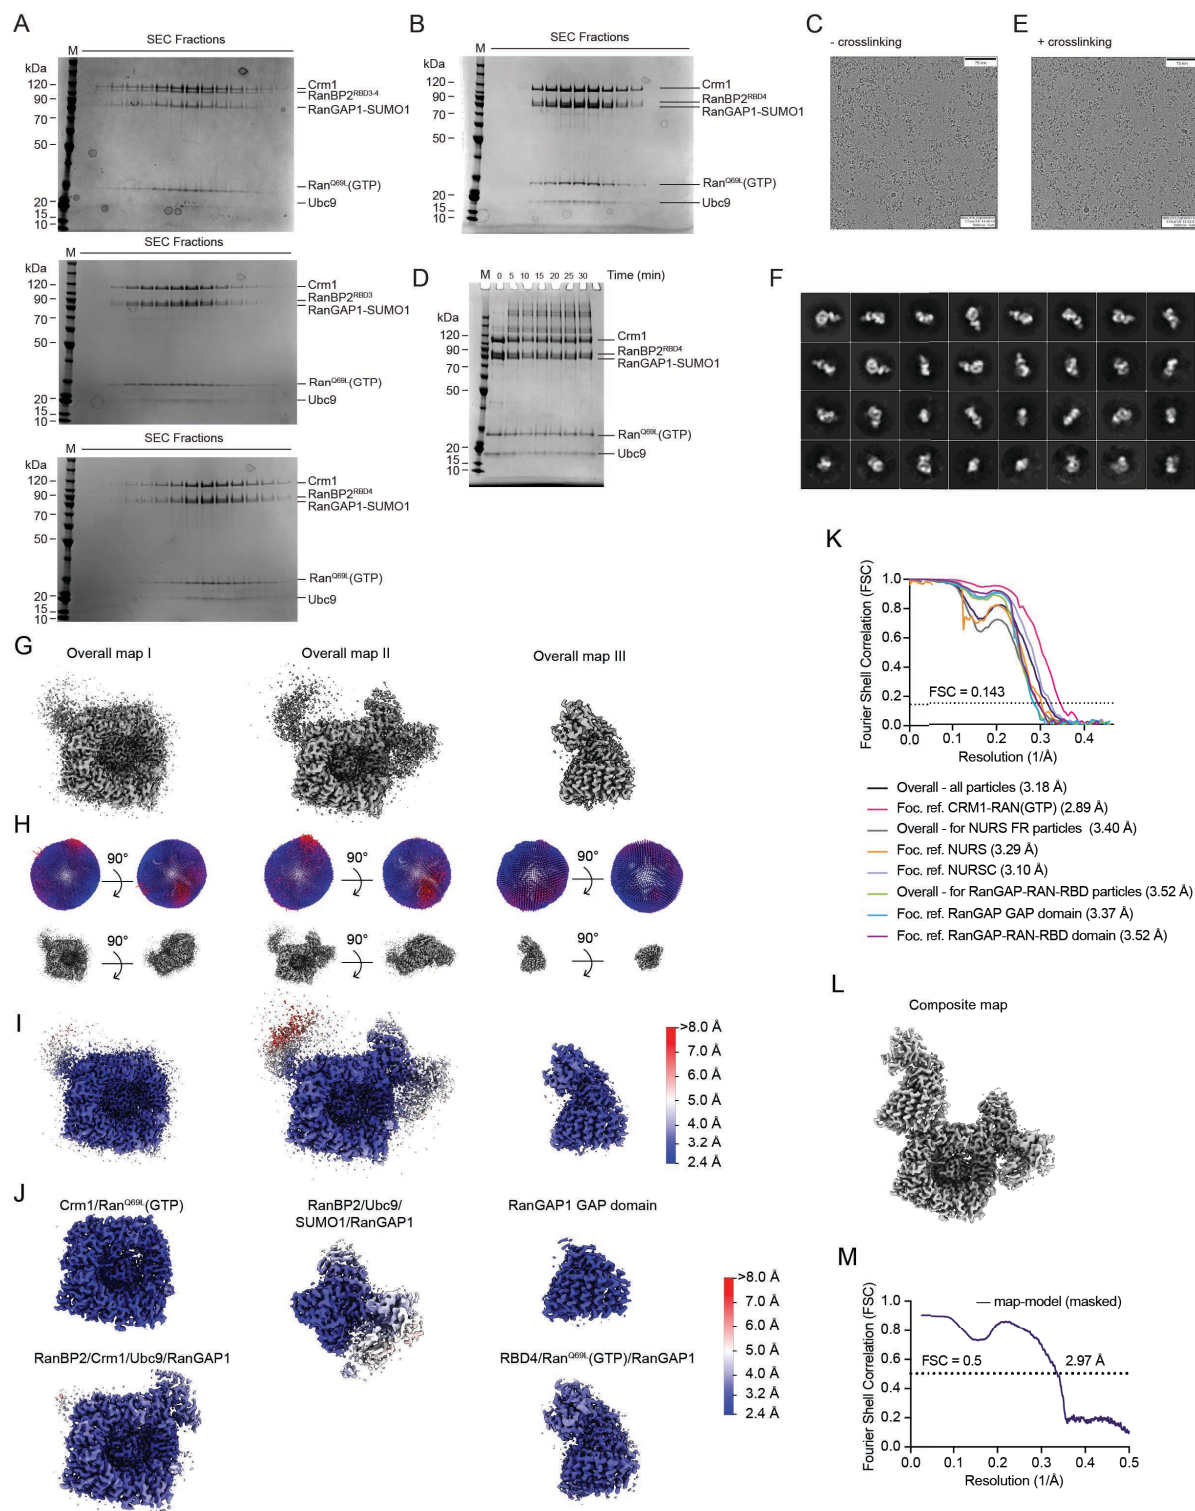 A
SEC Fractions
M
kDa
120
90
70
50
20
15
10
Crm1
RanBP2RBD3-4
RanGAP1-SUMO1
RanQ69L(GTP)
Ubc9
SEC Fractions
M
kDa
120
90
70
50
20
15
10
Crm1
RanBP2RBD3
RanGAP1-SUMO1
RanQ69L(GTP)
Ubc9
SEC Fractions
M
kDa
120
90
70
50
20
15
10
Crm1
RanBP2RBD4
RanGAP1-SUMO1
RanQ69L(GTP)
Ubc9
B
SEC Fractions
M
kDa
120
90
70
50
20
15
10
Crm1
RanBP2RBD4
RanGAP1-SUMO1
RanQ69L(GTP)
Ubc9
C
- crosslinking
E
+ crosslinking
D
M 0 5 10 15 20 25 30 Time (min)
kDa
120
90
70
50
20
15
10
Crm1
RanBP2RBD4
RanGAP1-SUMO1
RanQ69L(GTP)
Ubc9
F
G
Overall map I
Overall map II
Overall map III
H
90°
90°
90°
90°
90°
90°
I
>8.0 Å
7.0 Å
6.0 Å
5.0 Å
4.0 Å
3.2 Å
2.4 Å
J
Crm1/RanQ69L(GTP)
RanBP2/Ubc9/
SUMO1/RanGAP1
RanGAP1 GAP domain
RanBP2/Crm1/Ubc9/RanGAP1
RBD4/RanQ69L(GTP)/RanGAP1
>8.0 Å
7.0 Å
6.0 Å
5.0 Å
4.0 Å
3.2 Å
2.4 Å
K
Fourier Shell Correlation (FSC)
1.0
0.8
0.6
0.4
0.2
0
FSC = 0.143
0.0 0.1 0.2 0.3 0.4
Resolution (1/Å)
Overall - all particles (3.18 Å)
Foc. ref. CRM1-RAN(GTP) (2.89 Å)
Overall - for NURS FR particles (3.40 Å)
Foc. ref. NURS (3.29 Å)
Foc. ref. NURSC (3.10 Å)
Overall - for RanGAP-RAN-RBD particles (3.52 Å)
Foc. ref. RanGAP GAP domain (3.37 Å)
Foc. ref. RanGAP-RAN-RBD domain (3.52 Å)
L
Composite map
M
Fourier Shell Correlation (FSC)
1.0
0.8
0.6
0.4
0.2
0
map-model (masked)
FSC = 0.5
2.97 Å
0.0 0.1 0.2 0.3 0.4 0.5
Resolution (1/Å)